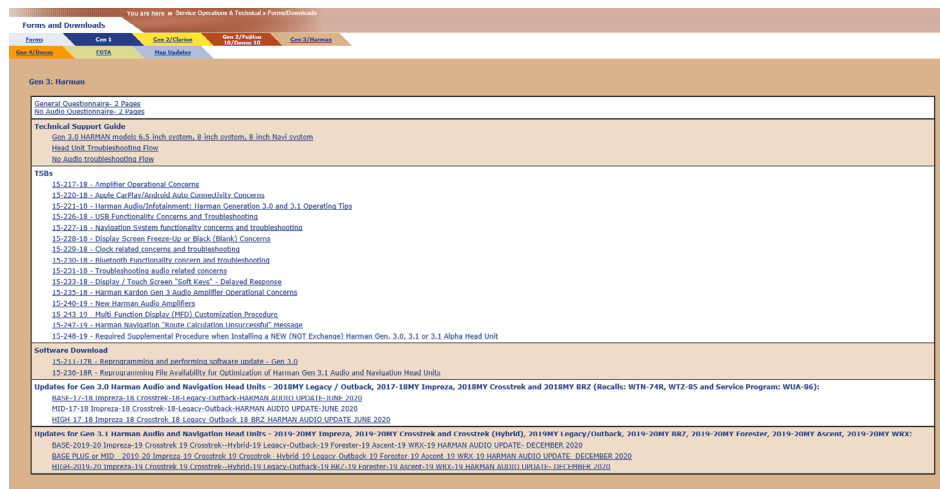 You are here » Service Operations & Technical » Forms/Downloads
Forms and Downloads
Forms
Gen 1
Gen 2/Clarion
Gen 2/Fujitsu
10/Denso 10
Gen 3/Harman
Gen 4/Denso
FOTA
Map Updates
Gen 3: Harman
General Questionnaire- 2 Pages
No Audio Questionnaire- 2 Pages
Technical Support Guide
Gen 3.0 HARMAN models 6.5 inch system, 8 inch system, 8 inch Navi system
Head Unit Troubleshooting Flow
No Audio troubleshooting Flow
TSBs
15-217-18 - Amplifier Operational Concerns
15-220-18 - Apple CarPlay/Android Auto Connectivity Concerns
15-221-18 - Harman Audio/Infotainment: Harman Generation 3.0 and 3.1 Operating Tips
15-226-18 - USB Functionality Concerns and Troubleshooting
15-227-18 - Navigation System functionality concerns and troubleshooting
15-228-18 - Display Screen Freeze-Up or Black (Blank) Concerns
15-229-18 - Clock related concerns and troubleshooting
15-230-18 - Bluetooth Functionality concern and troubleshooting
15-231-18 - Troubleshooting audio related concerns
15-233-18 - Display / Touch Screen "Soft Keys" - Delayed Response
15-235-18 - Harman Kardon Gen 3 Audio Amplifier Operational Concerns
15-240-19 - New Harman Audio Amplifiers
15-243-19 - Multi-Function Display (MFD) Customization Procedure
15-247-19 - Harman Navigation "Route Calculation Unsuccessful" Message
15-248-19 - Required Supplemental Procedure when Installing a NEW (NOT Exchange) Harman Gen. 3.0, 3.1 or 3.1 Alpha Head Unit
Software Download
15-211-17R - Reprogramming and performing software update - Gen 3.0
15-236-18R - Reprogramming File Availability for Optimization of Harman Gen 3.1 Audio and Navigation Head Units
Updates for Gen 3.0 Harman Audio and Navigation Head Units - 2018MY Legacy / Outback, 2017-18MY Impreza, 2018MY Crosstrek and 2018MY BRZ (Recalls: WTN-74R, WTZ-85 and Service Program: WUA-86):
BASE-17-18 Impreza-18 Crosstrek-18-Legacy-Outback-HARMAN AUDIO UPDATE-JUNE 2020
MID-17-18 Impreza-18 Crosstrek-18-Legacy-Outback-HARMAN AUDIO UPDATE-JUNE 2020
HIGH-17-18 Impreza-18 Crosstrek-18 Legacy-Outback-18 BRZ-HARMAN AUDIO UPDATE-JUNE 2020
Updates for Gen 3.1 Harman Audio and Navigation Head Units - 2019-20MY Impreza, 2019-20MY Crosstrek and Crosstrek (Hybrid), 2019MY Legacy/Outback, 2019-20MY BRZ, 2019-20MY Forester, 2019-20MY Ascent, 2019-20MY WRX:
BASE-2019-20 Impreza-19 Crosstrek 19 Crosstrek--Hybrid-19 Legacy-Outback-19 Forester-19 Ascent-19 WRX-19 HARMAN AUDIO UPDATE- DECEMBER 2020
BASE PLUS or MID - 2019-20 Impreza-19 Crosstrek 19 Crosstrek--Hybrid-19 Legacy-Outback-19 Forester-19 Ascent-19 WRX-19 HARMAN AUDIO UPDATE- DECEMBER 2020
HIGH-2019-20 Impreza-19 Crosstrek 19 Crosstrek--Hybrid-19 Legacy-Outback-19 BRZ-19 Forester-19 Ascent-19 WRX-19 HARMAN AUDIO UPDATE- DECEMBER 2020